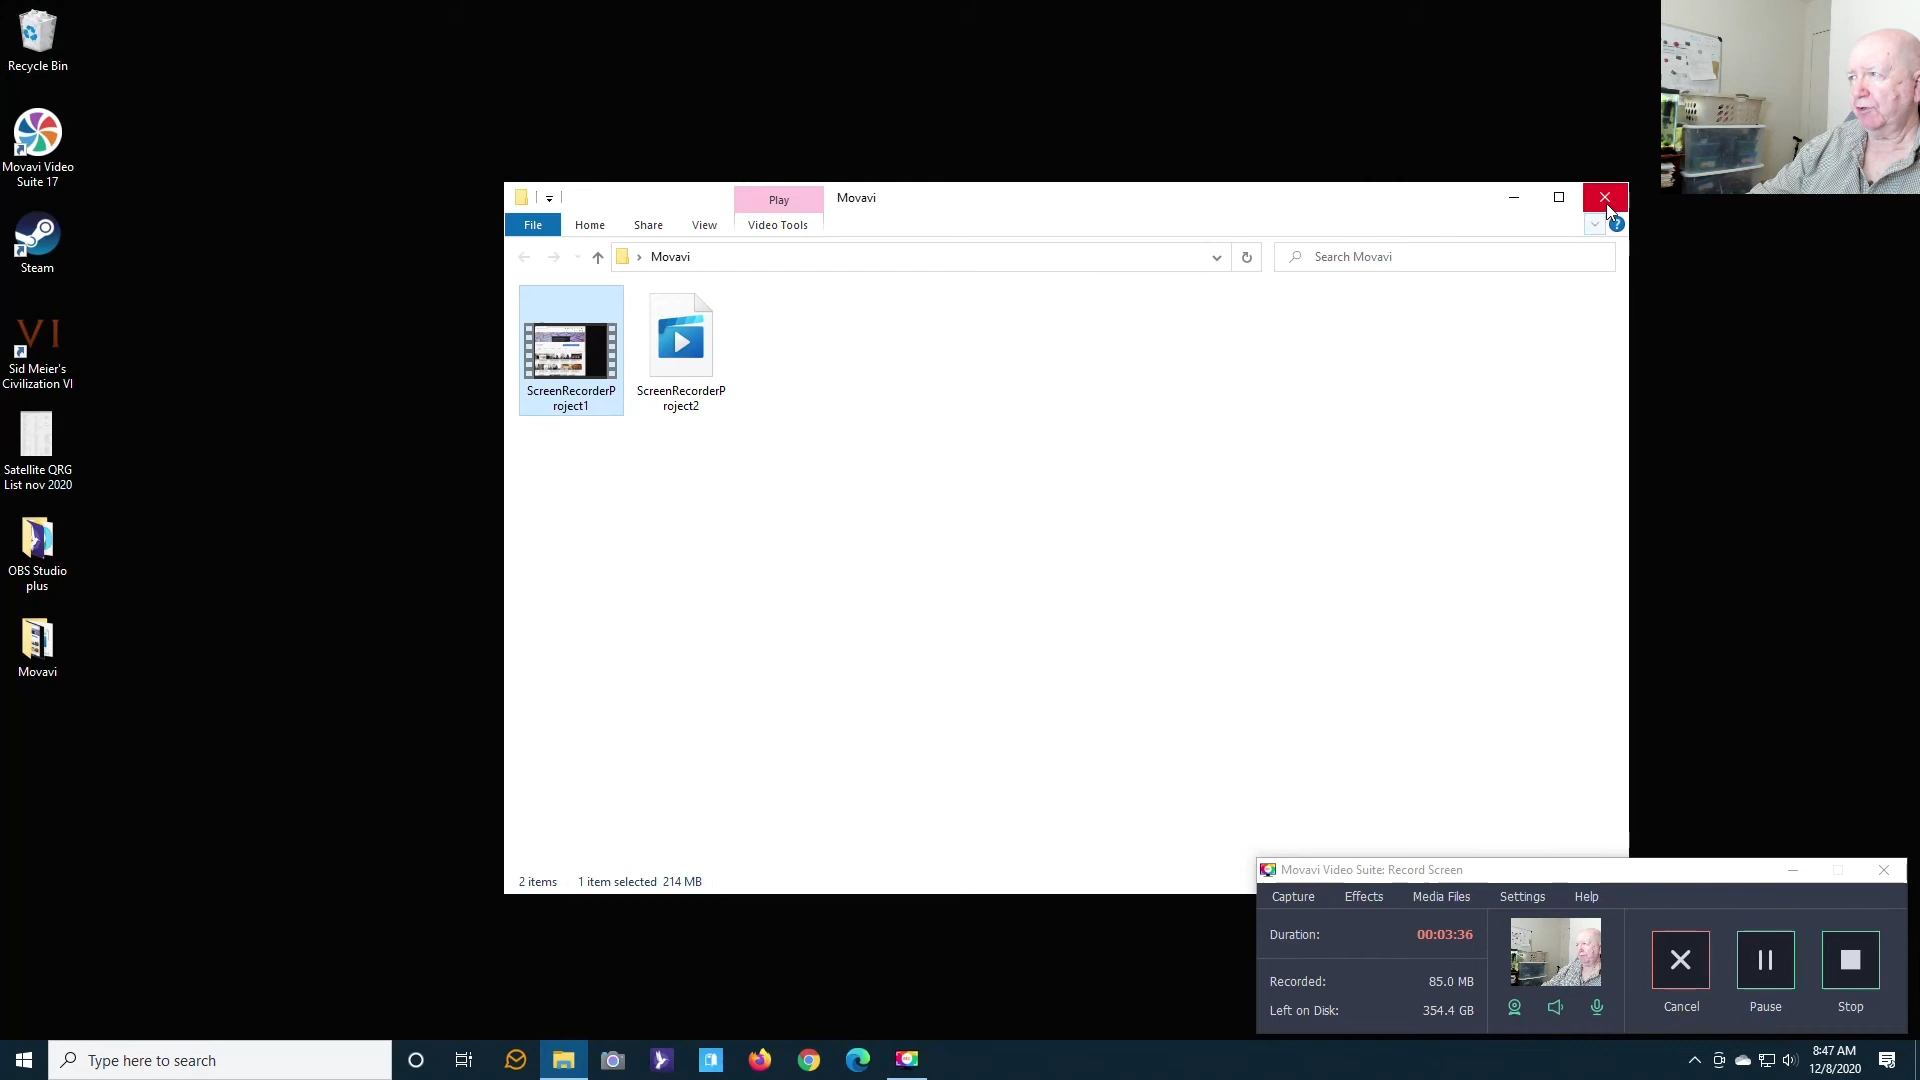 Recycle Bin
Movavi Video
Suite 17
Steam
VI
Sid Meier's
Civilization VI
Satellite QRG
List nov 2020
OBS Studio
plus
Movavi
Play
Movavi
File
Home
Share
View
Video Tools
Movavi
Search Movavi
ScreenRecorderP
roject1
ScreenRecorderP
roject2
2 items
1 item selected 214 MB
Movavi Video Suite: Record Screen
Capture
Effects
Media Files
Settings
Help
Duration:
00:03:36
Recorded:
85.0 MB
Left on Disk:
354.4 GB
Cancel
Pause
Stop
Type here to search
8:47 AM
12/8/2020